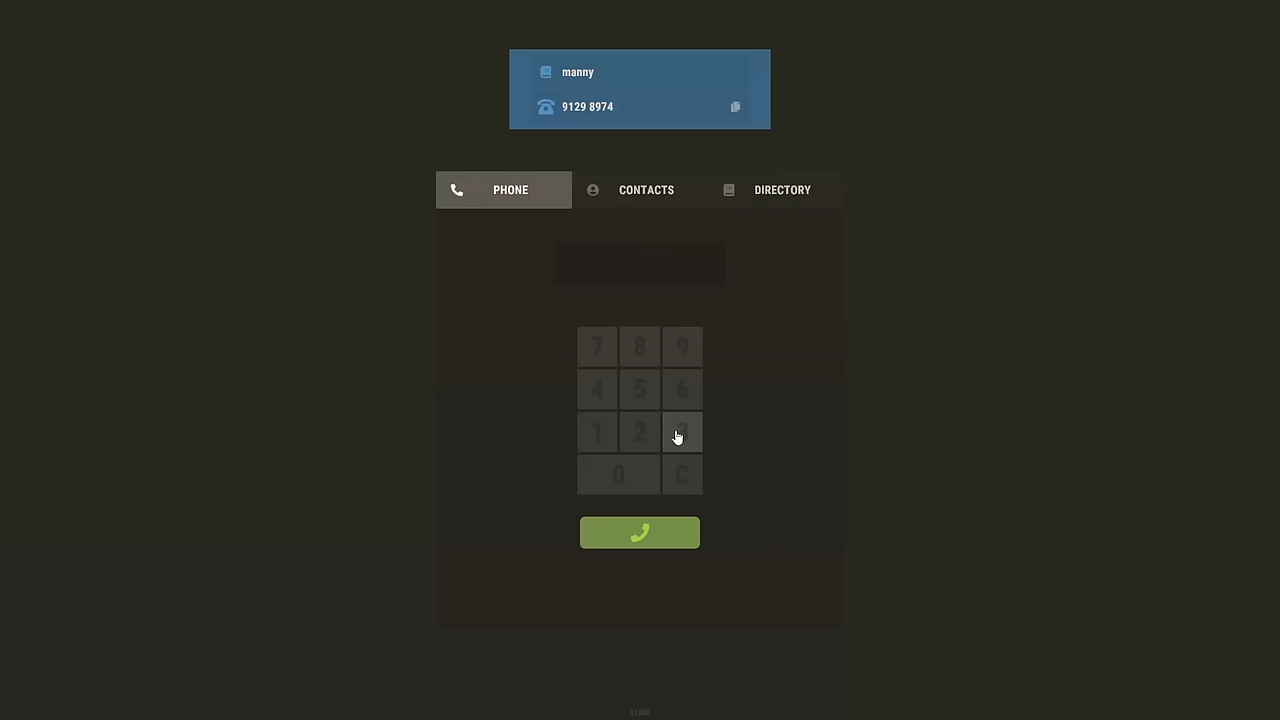 manny
9129 8974
PHONE CONTACTS DIRECTORY
7 8 9
4 5 6
1 2
0 C